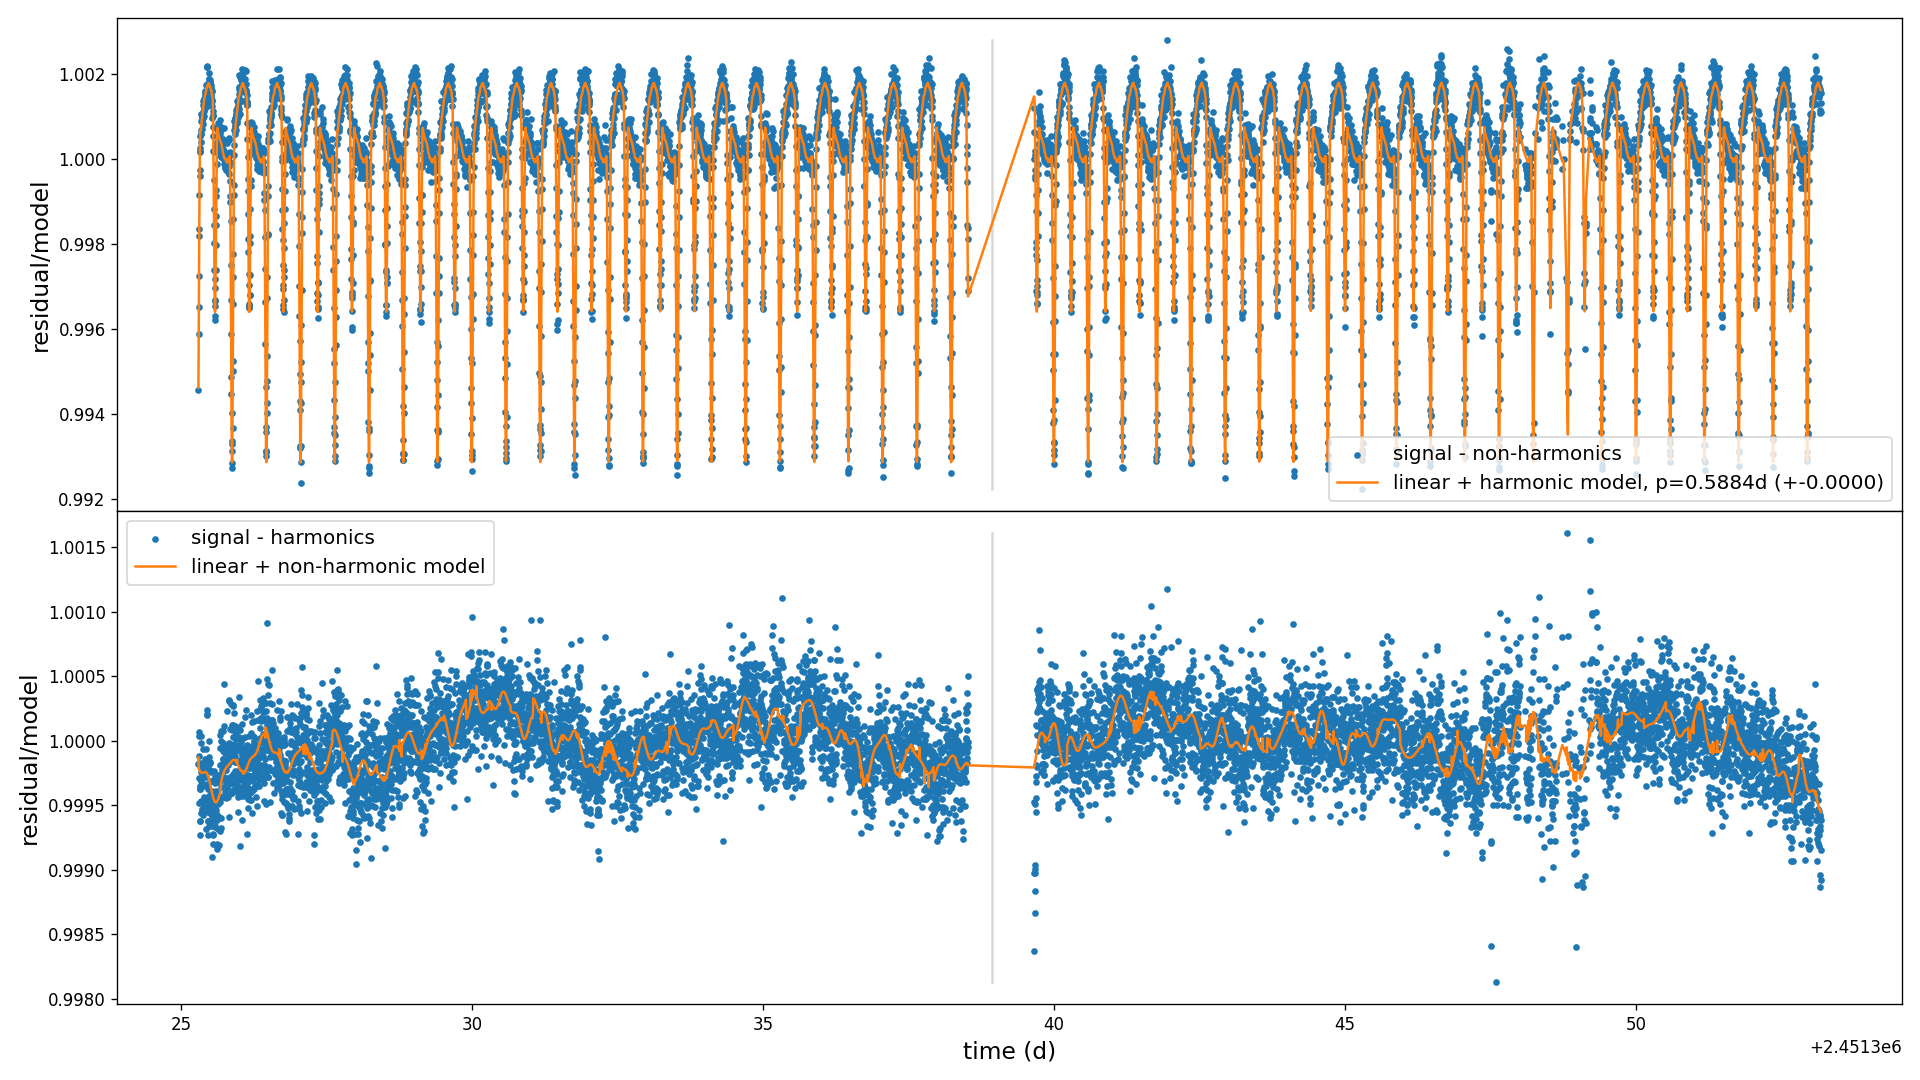 1.002
1.000
0.998
0.996
0.994
0.992
residual/model
signal - non-harmonics
linear + harmonic model, p=0.5884d (+-0.0000)
signal - harmonics
linear + non-harmonic model
1.0015
1.0010
1.0005
1.0000
0.9995
0.9990
0.9985
0.9980
residual/model
25
30
35
40
45
50
time (d)
+2.4513e6